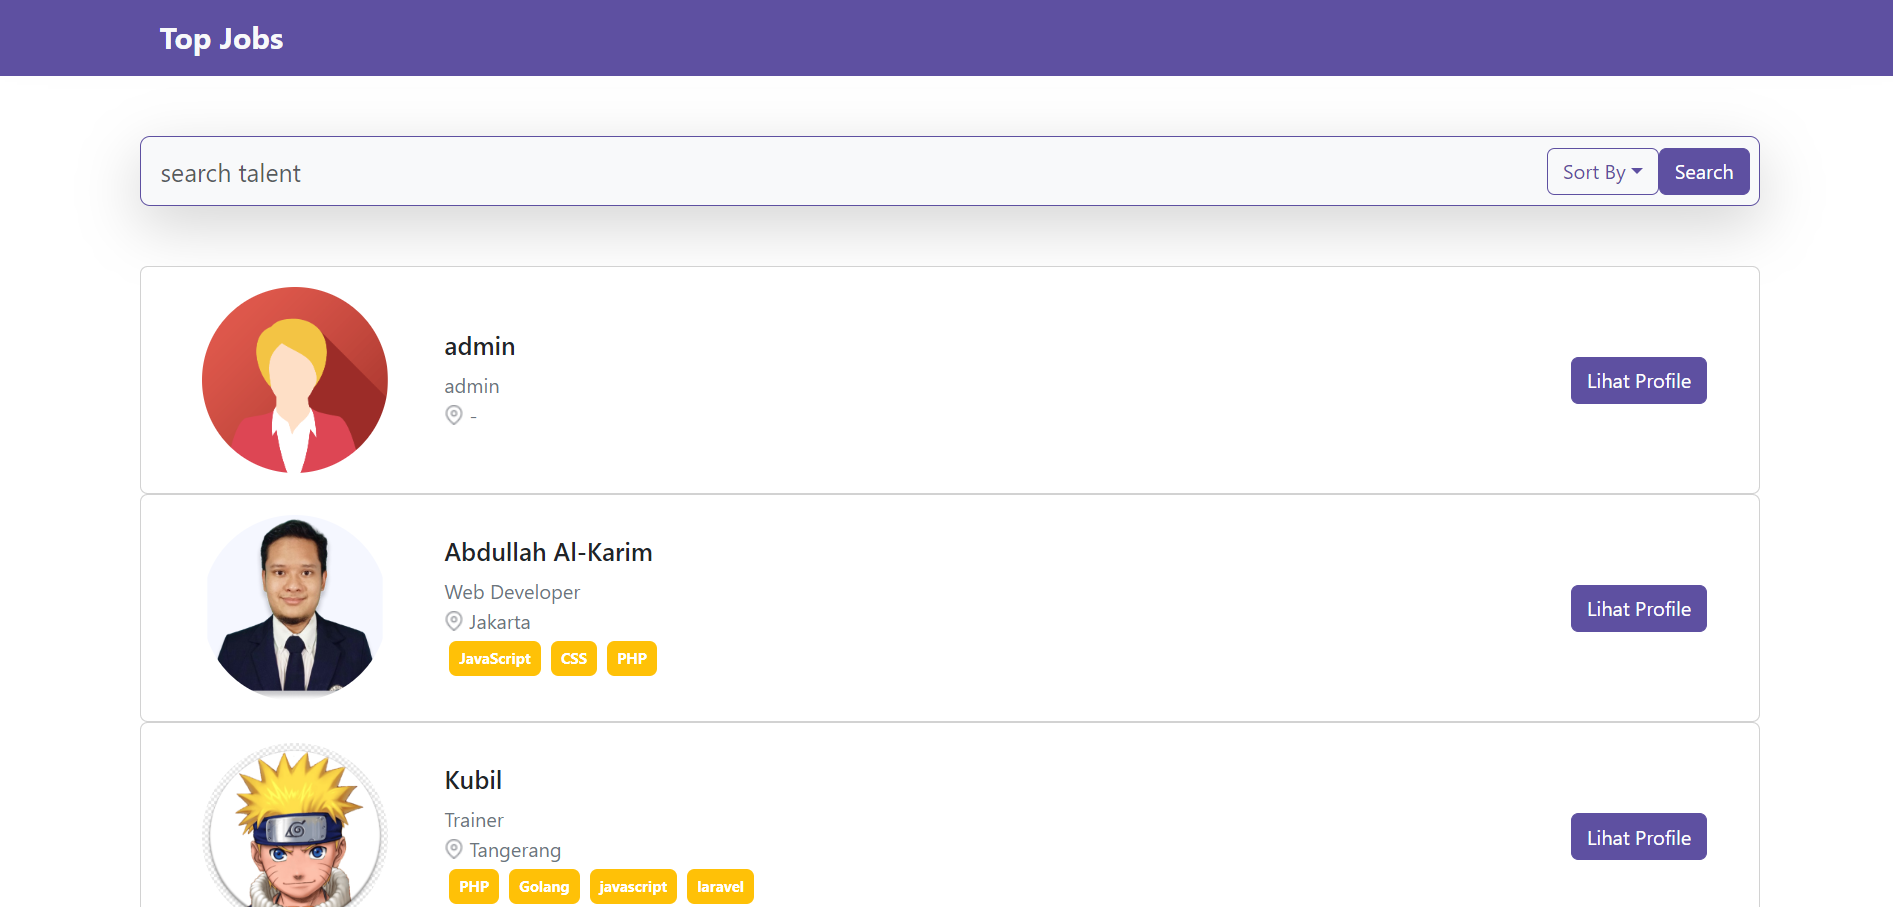 Top Jobs
search talent
Sort By
Search
admin
admin
-
Lihat Profile
Abdullah Al-Karim
Web Developer
Jakarta
JavaScript CSS PHP
Lihat Profile
Kubil
Trainer
Tangerang
PHP Golang javascript laravel
Lihat Profile